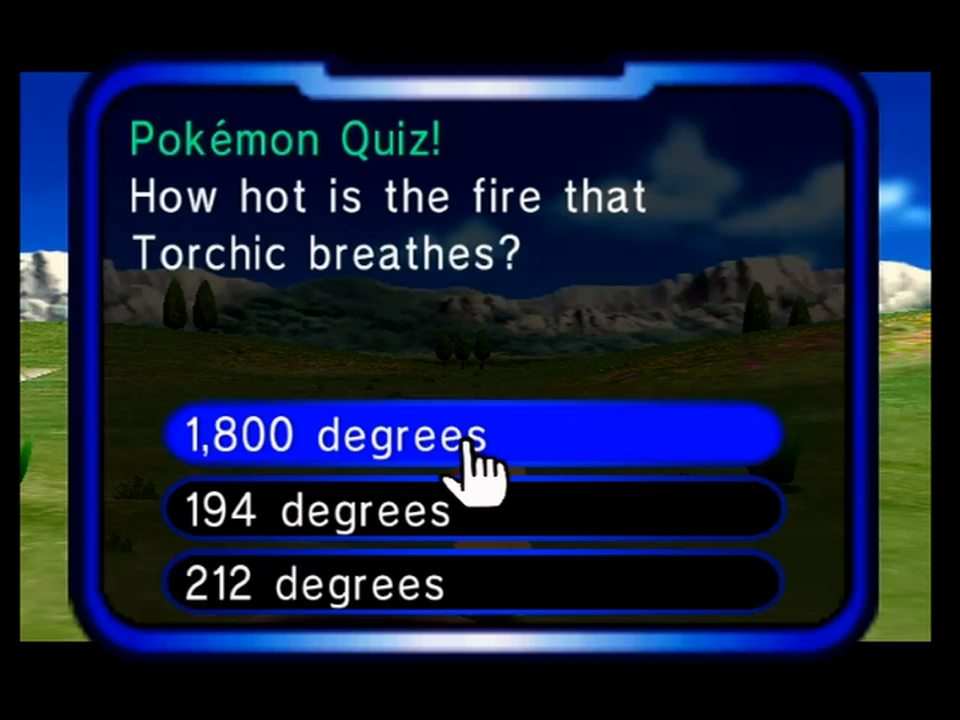 Pokémon Quiz!
How hot is the fire that
Torchic breathes?
1,800 degrees
194 degrees
212 degrees